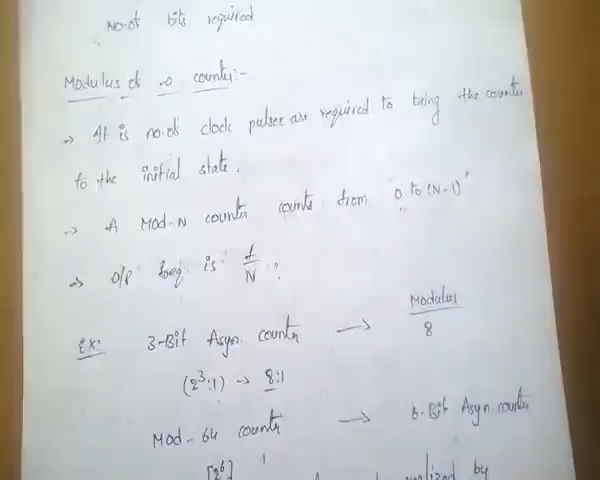 No. of bits required
Modulus of a counter:-
→ It is no. of clock pulses are required to bring the counter
to the initial state.
→ A Mod-N counter counts from '0 to (N-1)'
→ O/P freq. is f/N.
Modulus
Ex: 3-Bit Asyn. counter → 8
(2³:1) → 8:1
Mod-64 counter → 6-Bit Asyn. counter
[2⁶]
realized by